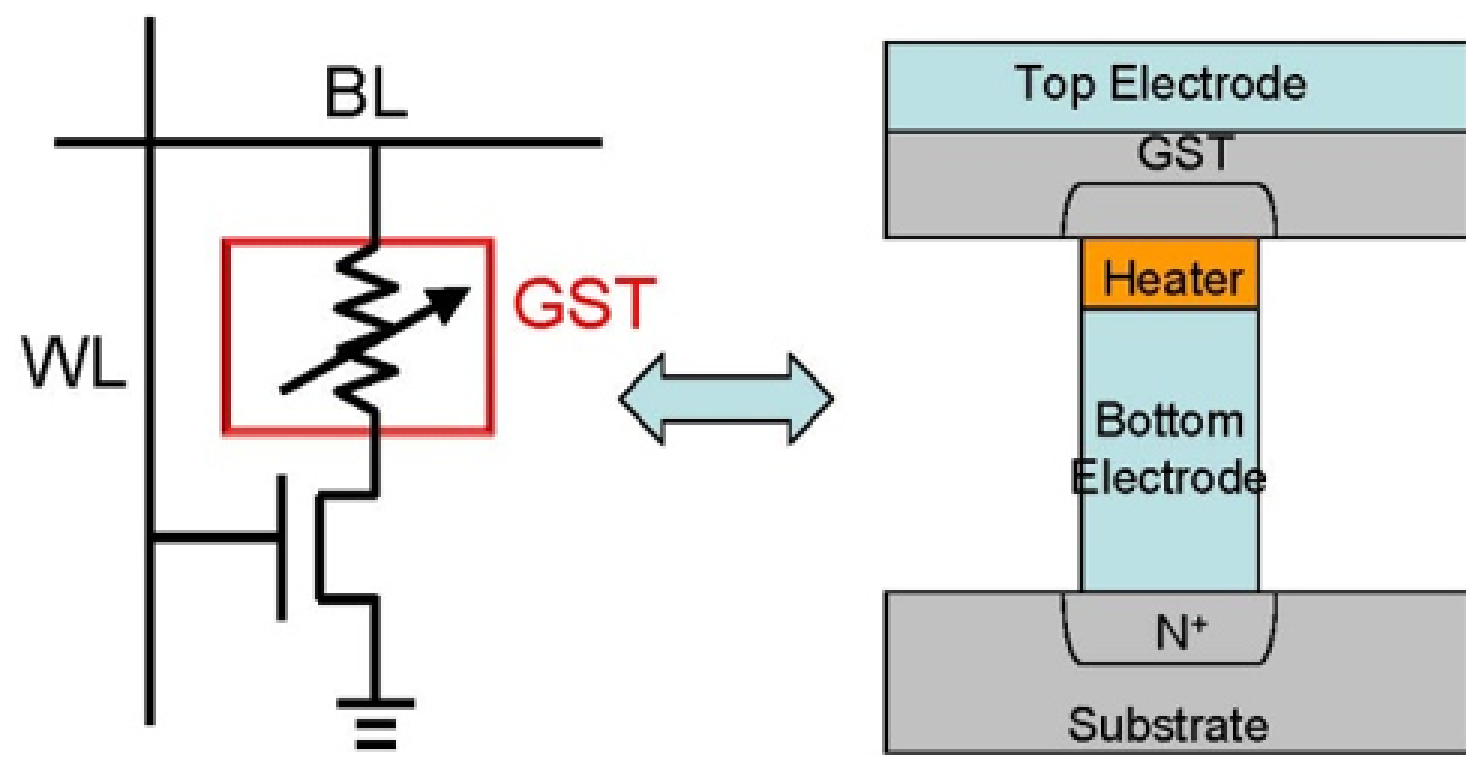 BL
GST
WL
Top Electrode
GST
Heater
Bottom
Electrode
N⁺
Substrate